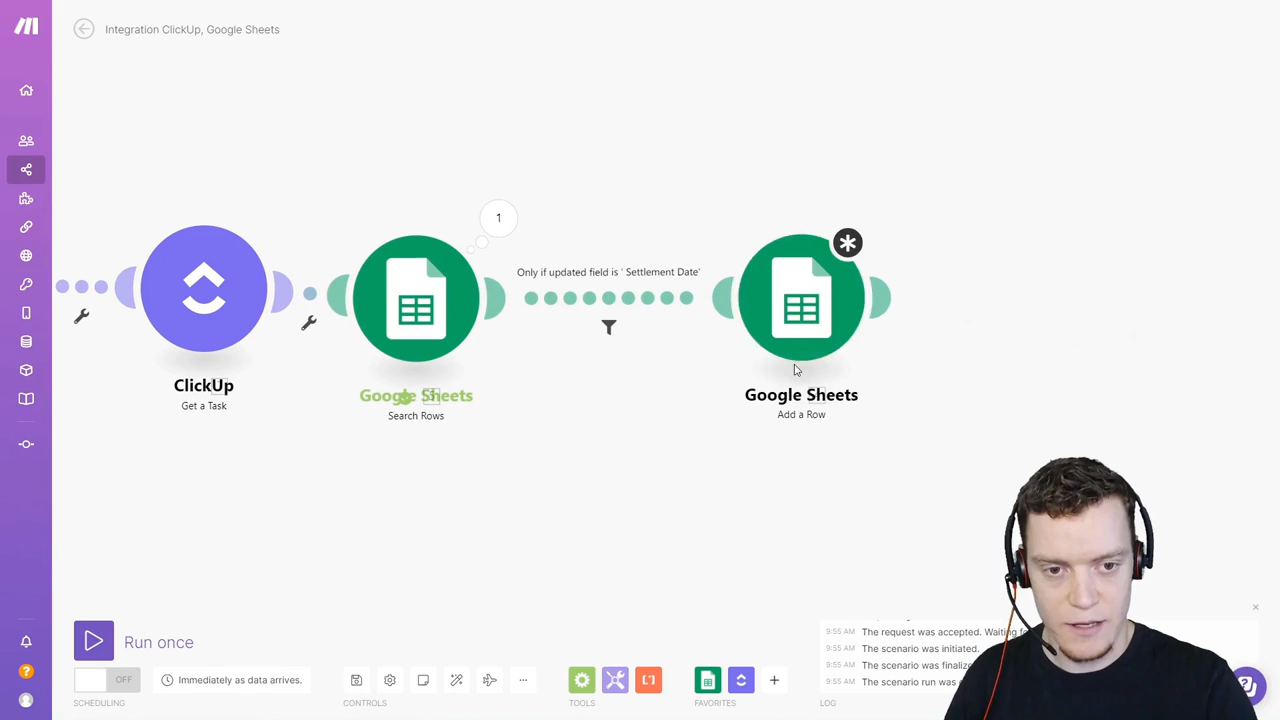 Integration ClickUp, Google Sheets
1
Only if updated field is ' Settlement Date'
ClickUp
Get a Task
Google Sheets
Search Rows
Google Sheets
Add a Row
Run once
OFF
Immediately as data arrives.
SCHEDULING
CONTROLS
TOOLS
FAVORITES
LOG
9:55 AM The request was accepted. Waiting
9:55 AM The scenario was initiated.
9:55 AM The scenario was
9:55 AM The scenario run was